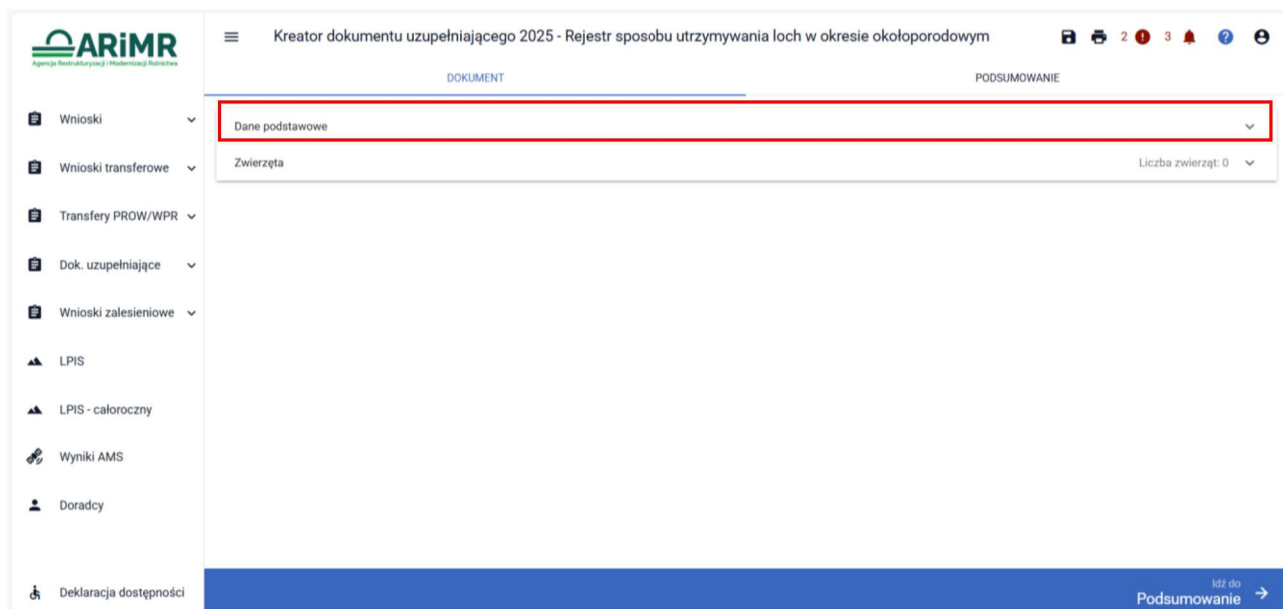 ARiMR
Agencja Restrukturyzacji i Modernizacji Rolnictwa
Kreator dokumentu uzupełniającego 2025 - Rejestr sposobu utrzymywania loch w okresie okołoporodowym
2
3
DOKUMENT
PODSUMOWANIE
Wnioski
Wnioski transferowe
Transfery PROW/WPR
Dok. uzupełniające
Wnioski zalesieniowe
LPIS
LPIS - całoroczny
Wyniki AMS
Doradcy
Deklaracja dostępności
Dane podstawowe
Zwierzęta
Liczba zwierząt: 0
Idź do
Podsumowanie